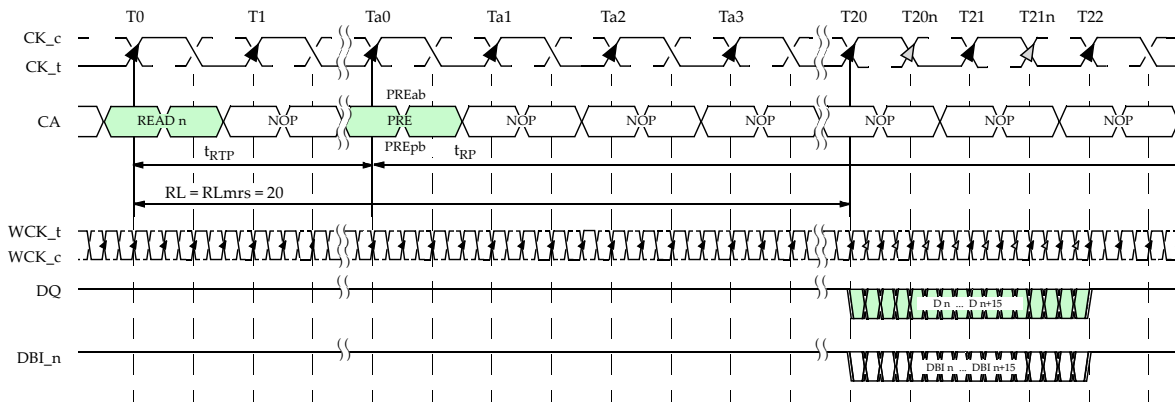 T0 T1 Ta0 Ta1 Ta2 Ta3 T20 T20n T21 T21n T22
CK_c
CK_t
PREab
CA READ n NOP PRE NOP NOP NOP NOP NOP NOP
PREpb
tRTP tRP
RL = RLmrs = 20
WCK_t
WCK_c
DQ
D n ... D n+15
DBI_n
DBI n ... DBI n+15